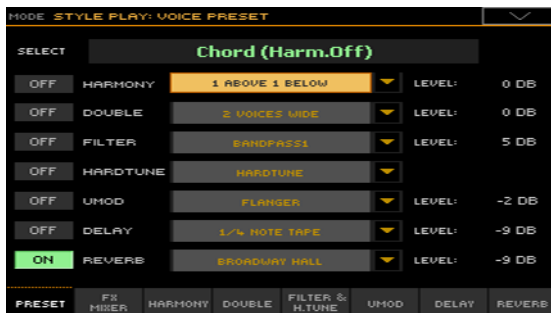 MODE STYLE PLAY: VOICE PRESET
SELECT Chord (Harm.Off)
OFF HARMONY 1 ABOVE 1 BELOW LEVEL: 0 DB
OFF DOUBLE 2 VOICES WIDE LEVEL: 0 DB
OFF FILTER BANDPASS1 LEVEL: 5 DB
OFF HARDTUNE HARDTUNE
OFF UMOD FLANGER LEVEL: -2 DB
OFF DELAY 1/4 NOTE TAPE LEVEL: -9 DB
ON REVERB BROADWAY HALL LEVEL: -9 DB
PRESET FX MIXER HARMONY DOUBLE FILTER & H.TUNE UMOD DELAY REVERB